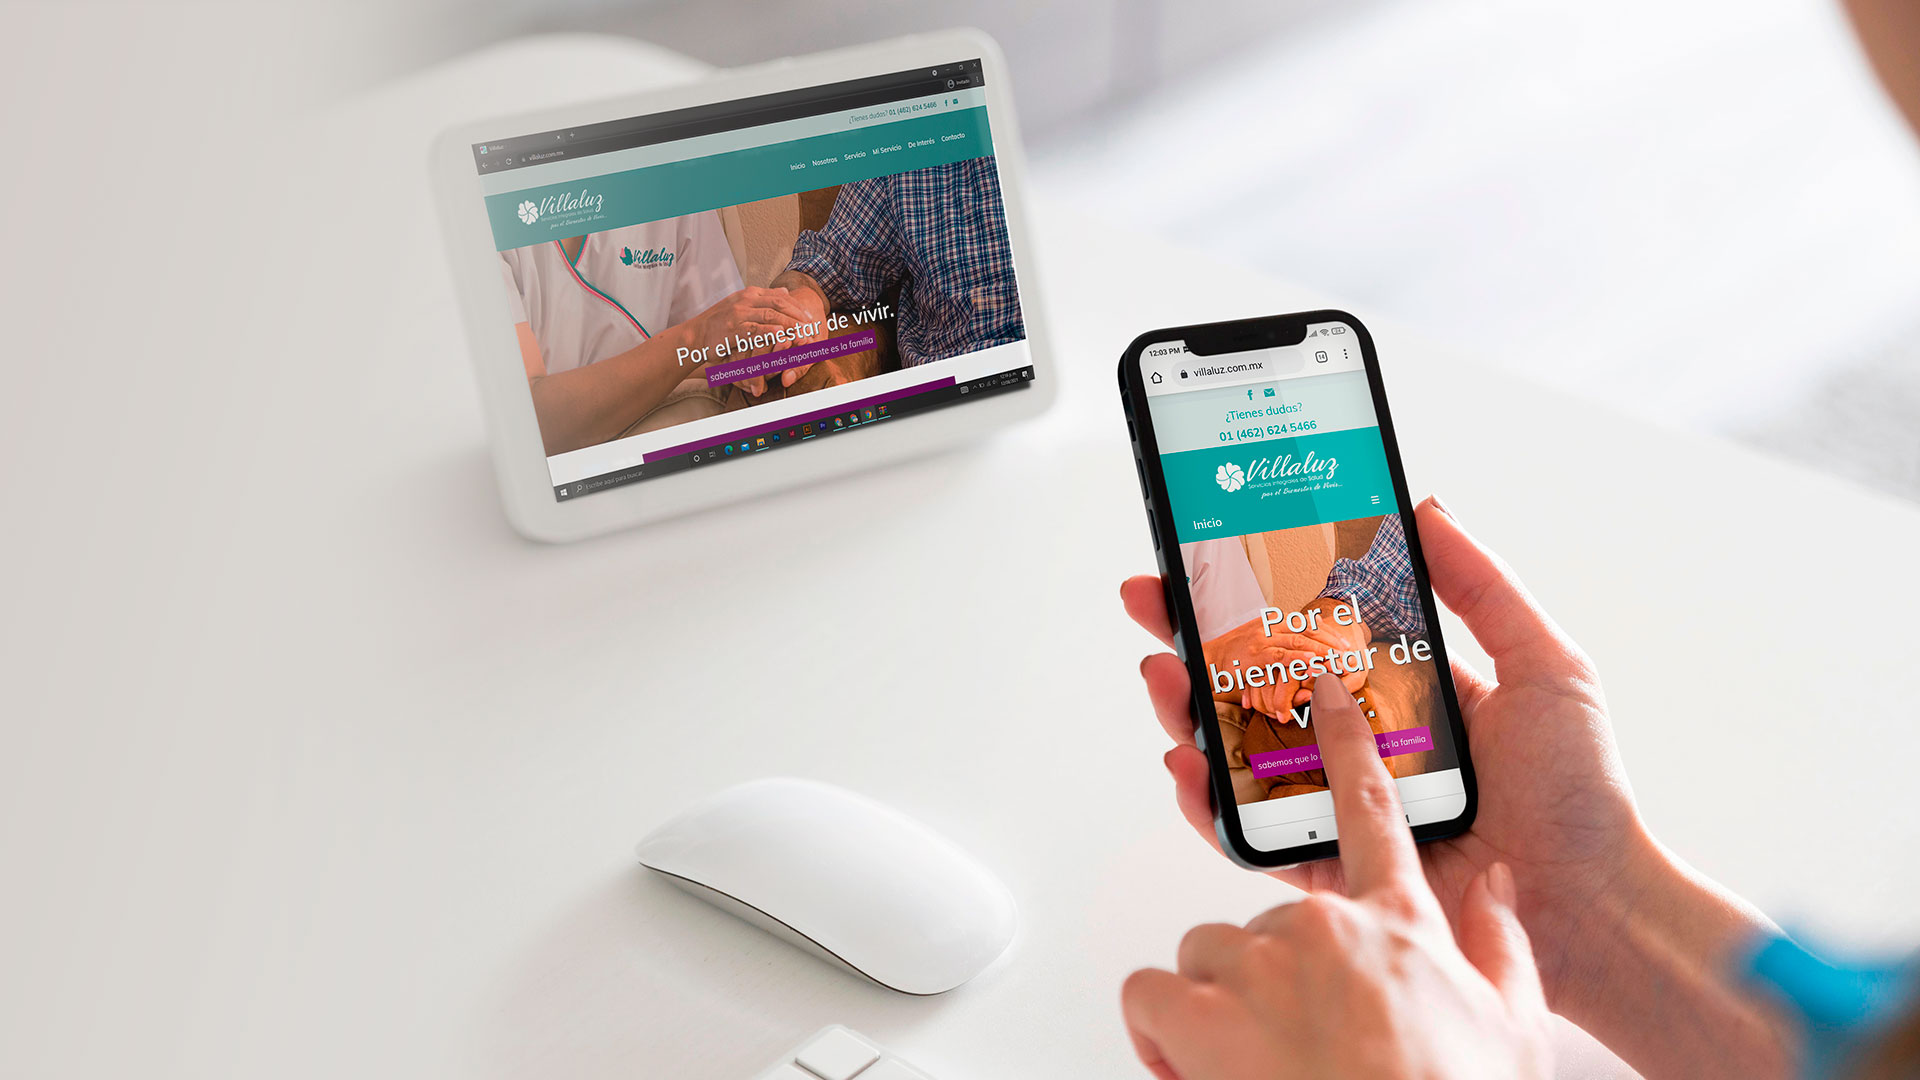 Villaluz
villaluz.com.mx
Invitado
¿Tienes dudas? 01 (462) 624 5466
Inicio Nosotros Servicio Mi Servicio De Interés Contacto
Villaluz
Servicios Integrales de Salud
por el Bienestar de Vivir...
Villaluz
Por el bienestar de vivir.
sabemos que lo más importante es la familia
Escribe aquí para buscar
12:03 PM
villaluz.com.mx
14
¿Tienes dudas?
01 (462) 624 5466
Villaluz
Servicios Integrales de Salud
por el Bienestar de Vivir...
Inicio
Por el
bienestar de
v r.
sabemos que lo es la familia